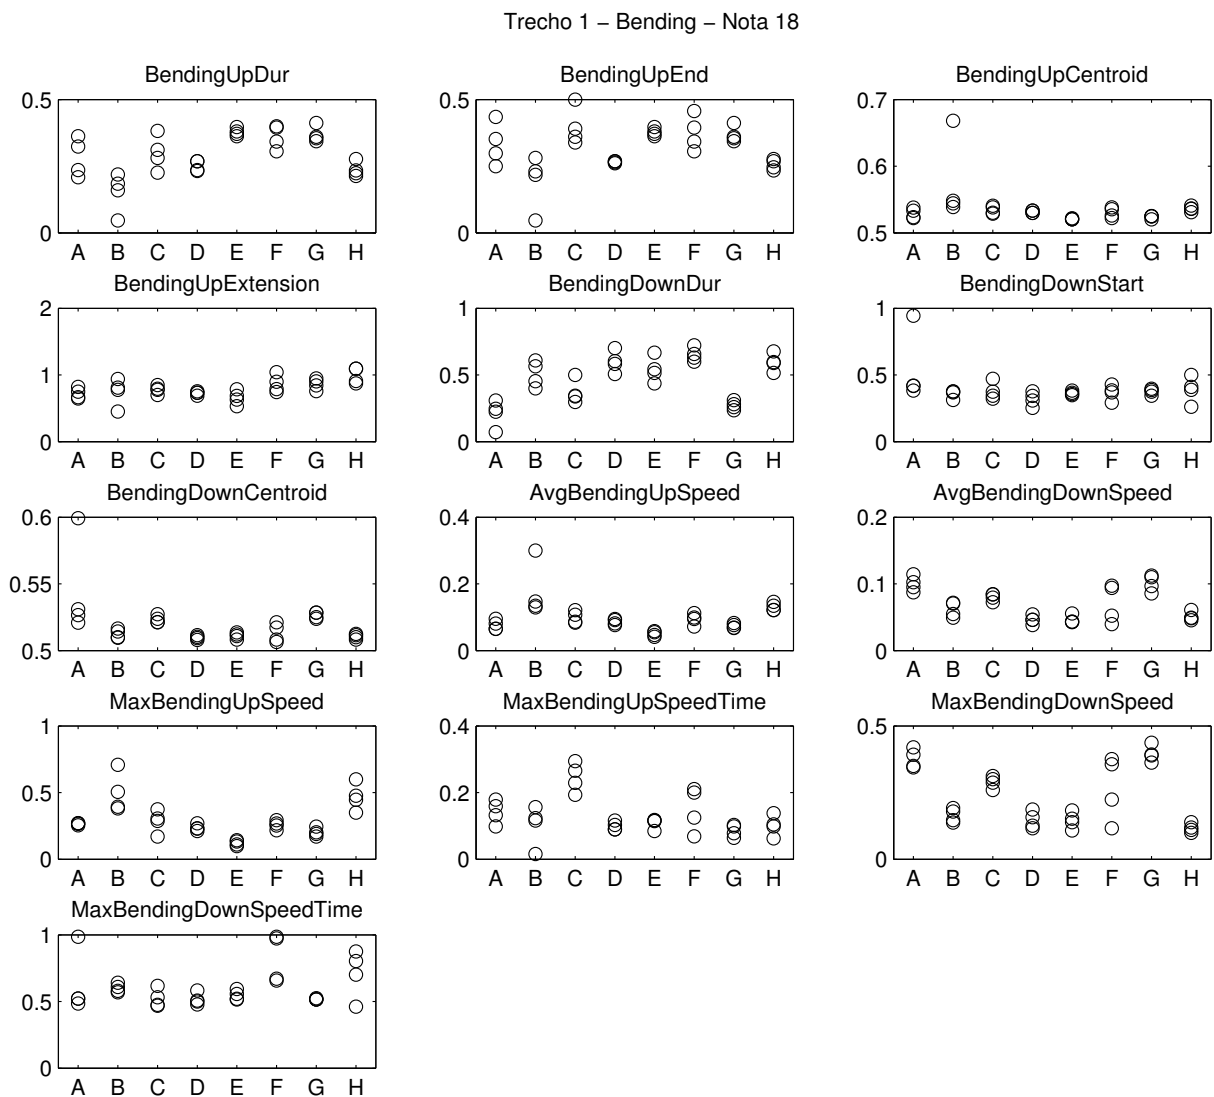 Trecho 1 − Bending − Nota 18
BendingUpDur
0.5
0
A B C D E F G H
BendingUpEnd
0.5
0
A B C D E F G H
BendingUpCentroid
0.7
0.6
0.5
A B C D E F G H
BendingUpExtension
2
1
0
A B C D E F G H
BendingDownDur
1
0.5
0
A B C D E F G H
BendingDownStart
1
0.5
0
A B C D E F G H
BendingDownCentroid
0.6
0.55
0.5
A B C D E F G H
AvgBendingUpSpeed
0.4
0.2
0
A B C D E F G H
AvgBendingDownSpeed
0.2
0.1
0
A B C D E F G H
MaxBendingUpSpeed
1
0.5
0
A B C D E F G H
MaxBendingUpSpeedTime
0.4
0.2
0
A B C D E F G H
MaxBendingDownSpeed
0.5
0
A B C D E F G H
MaxBendingDownSpeedTime
1
0.5
0
A B C D E F G H